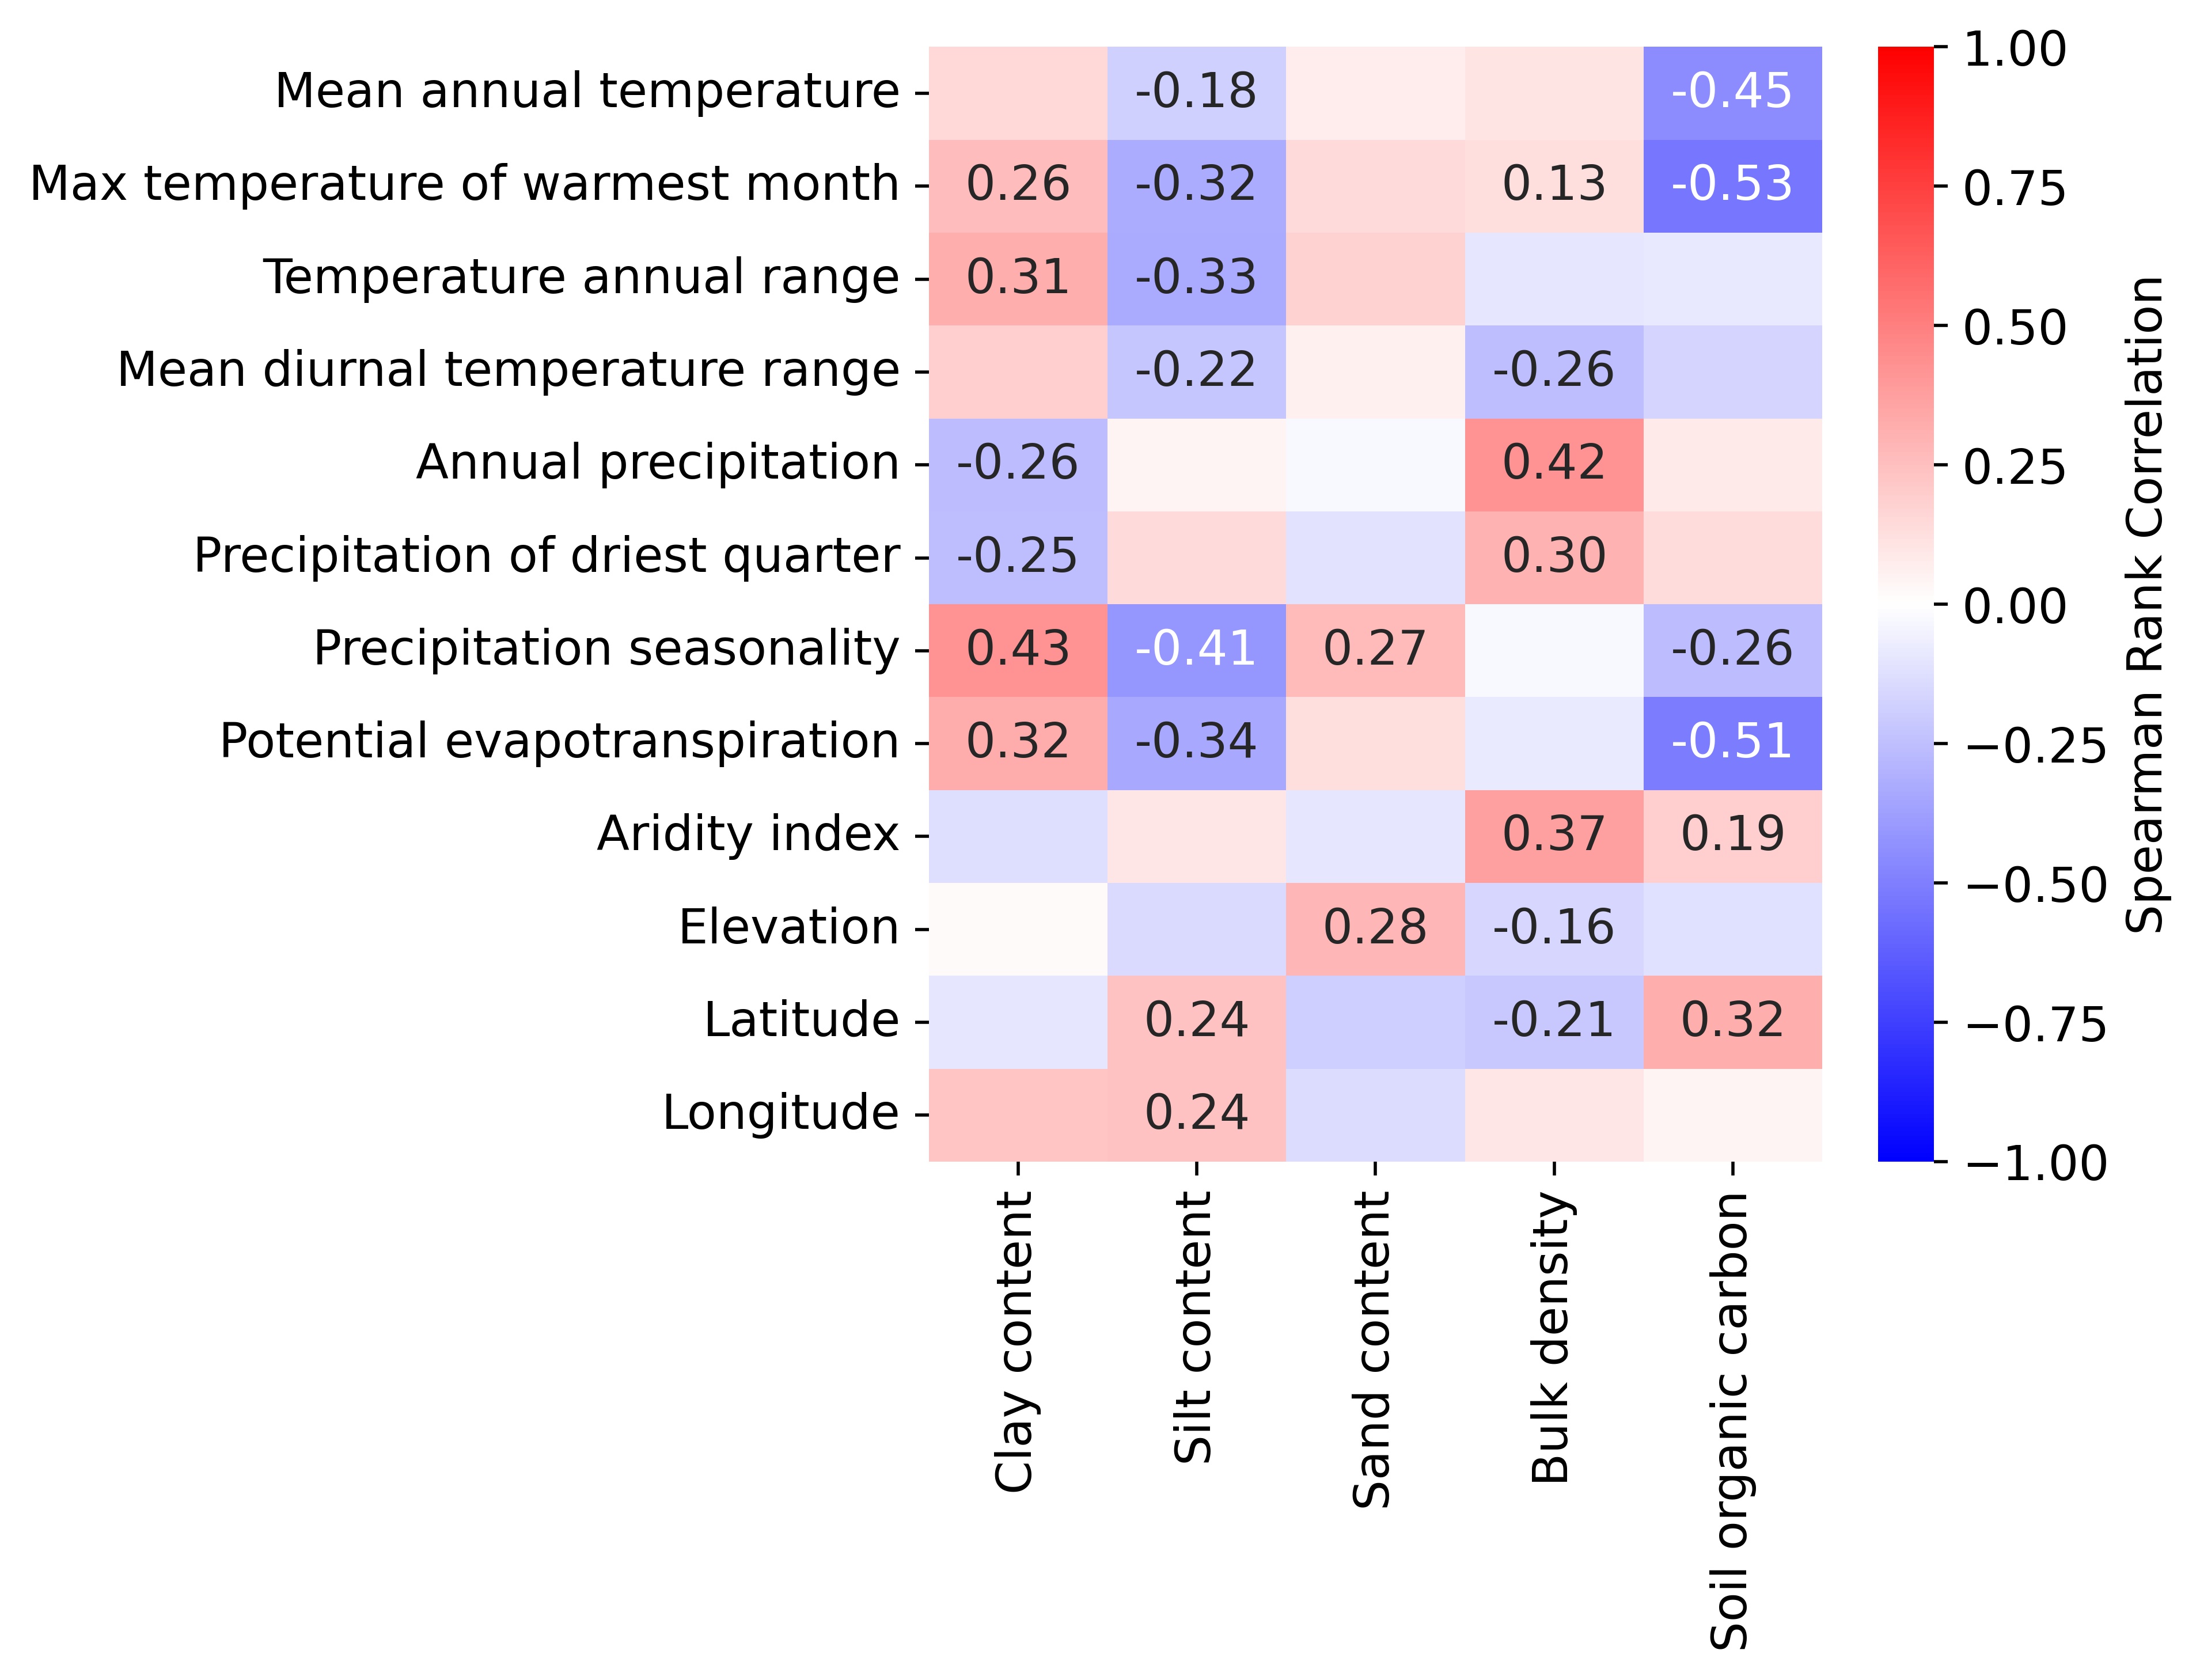 Mean annual temperature -0.18 -0.45
Max temperature of warmest month 0.26 -0.32 0.13 -0.53
Temperature annual range 0.31 -0.33
Mean diurnal temperature range -0.22 -0.26
Annual precipitation -0.26 0.42
Precipitation of driest quarter -0.25 0.30
Precipitation seasonality 0.43 -0.41 0.27 -0.26
Potential evapotranspiration 0.32 -0.34 -0.51
Aridity index 0.37 0.19
Elevation 0.28 -0.16
Latitude 0.24 -0.21 0.32
Longitude 0.24
Clay content
Silt content
Sand content
Bulk density
Soil organic carbon
1.00
0.75
0.50
0.25
0.00
−0.25
−0.50
−0.75
−1.00
Spearman Rank Correlation